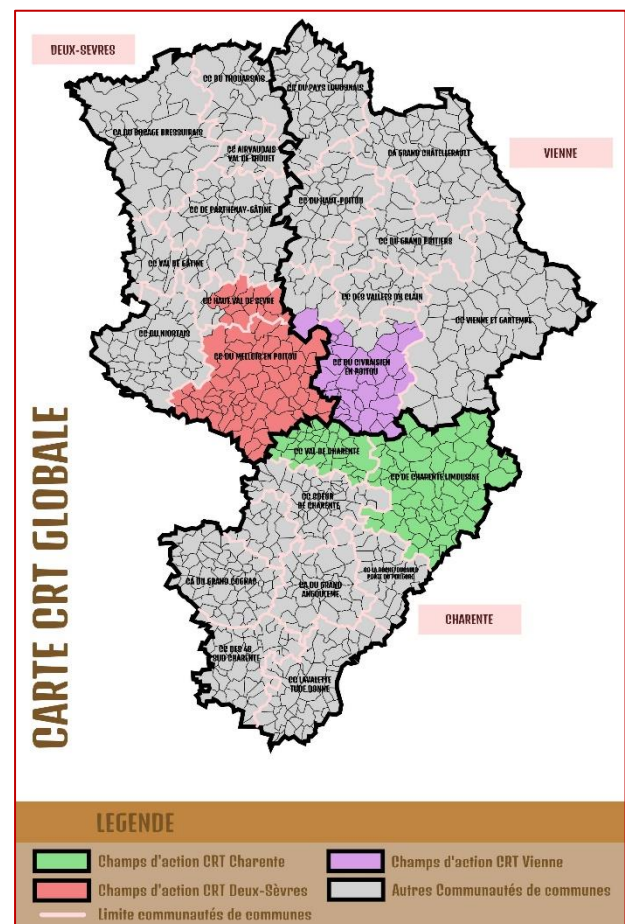 DEUX-SEVRES
CC DU THOUARSAIS
CC DU PAYS LOUDUNAIS
CA DU BOCAGE BRESSUIRAIS
CC AIRVAUDAIS
VAL DE THOUET
CA GRAND CHÂTELLERAULT
VIENNE
CC DE PARTHENAY-GÂTINE
CC DU HAUT-POITOU
CC DU GRAND POITIERS
CC VAL DE GÂTINE
CC HAUT VAL DE SEVRE
CC DES VALLÉES DU CLAIN
CC VIENNE ET GARTEMPE
CC DU NIORTAIS
CC DU MELLOIS EN POITOU
CC DU CIVRAISIEN
EN POITOU
CARTE CRT GLOBALE
CC VAL DE CHARENTE
CC DE CHARENTE LIMOUSINE
CC COEUR
DE CHARENTE
CA DU GRAND COGNAC
CA DU GRAND
ANGOULEME
CC LA ROCHEFOUCAULD
PORTE DU PERIGORD
CHARENTE
CC DES 4B
SUD CHARENTE
CC LAVALETTE
TUDE DRONNE
LEGENDE
Champs d'action CRT Charente
Champs d'action CRT Vienne
Champs d'action CRT Deux-Sèvres
Autres Communautés de communes
Limite communautés de communes